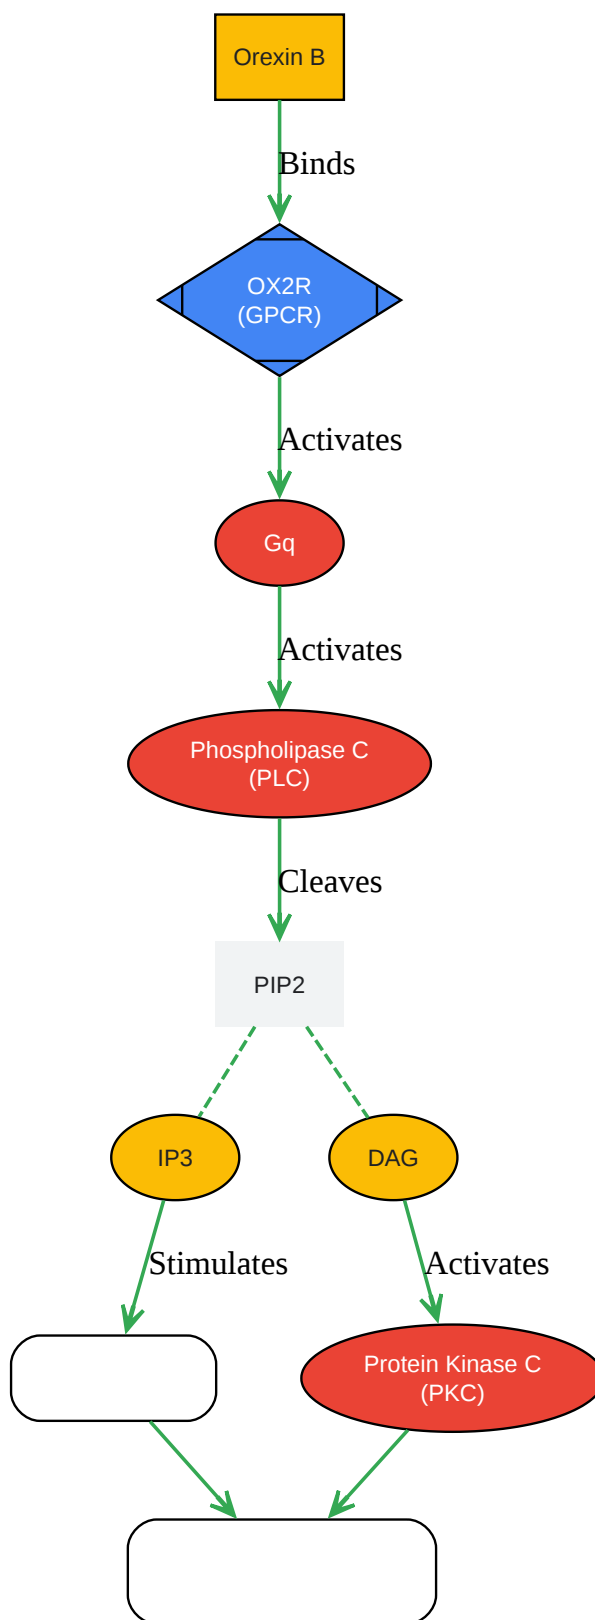 Orexin B
Binds
OX2R
(GPCR)
Activates
Gq
Activates
Phospholipase C
(PLC)
Cleaves
PIP2
IP3
DAG
Stimulates
Activates
Protein Kinase C
(PKC)